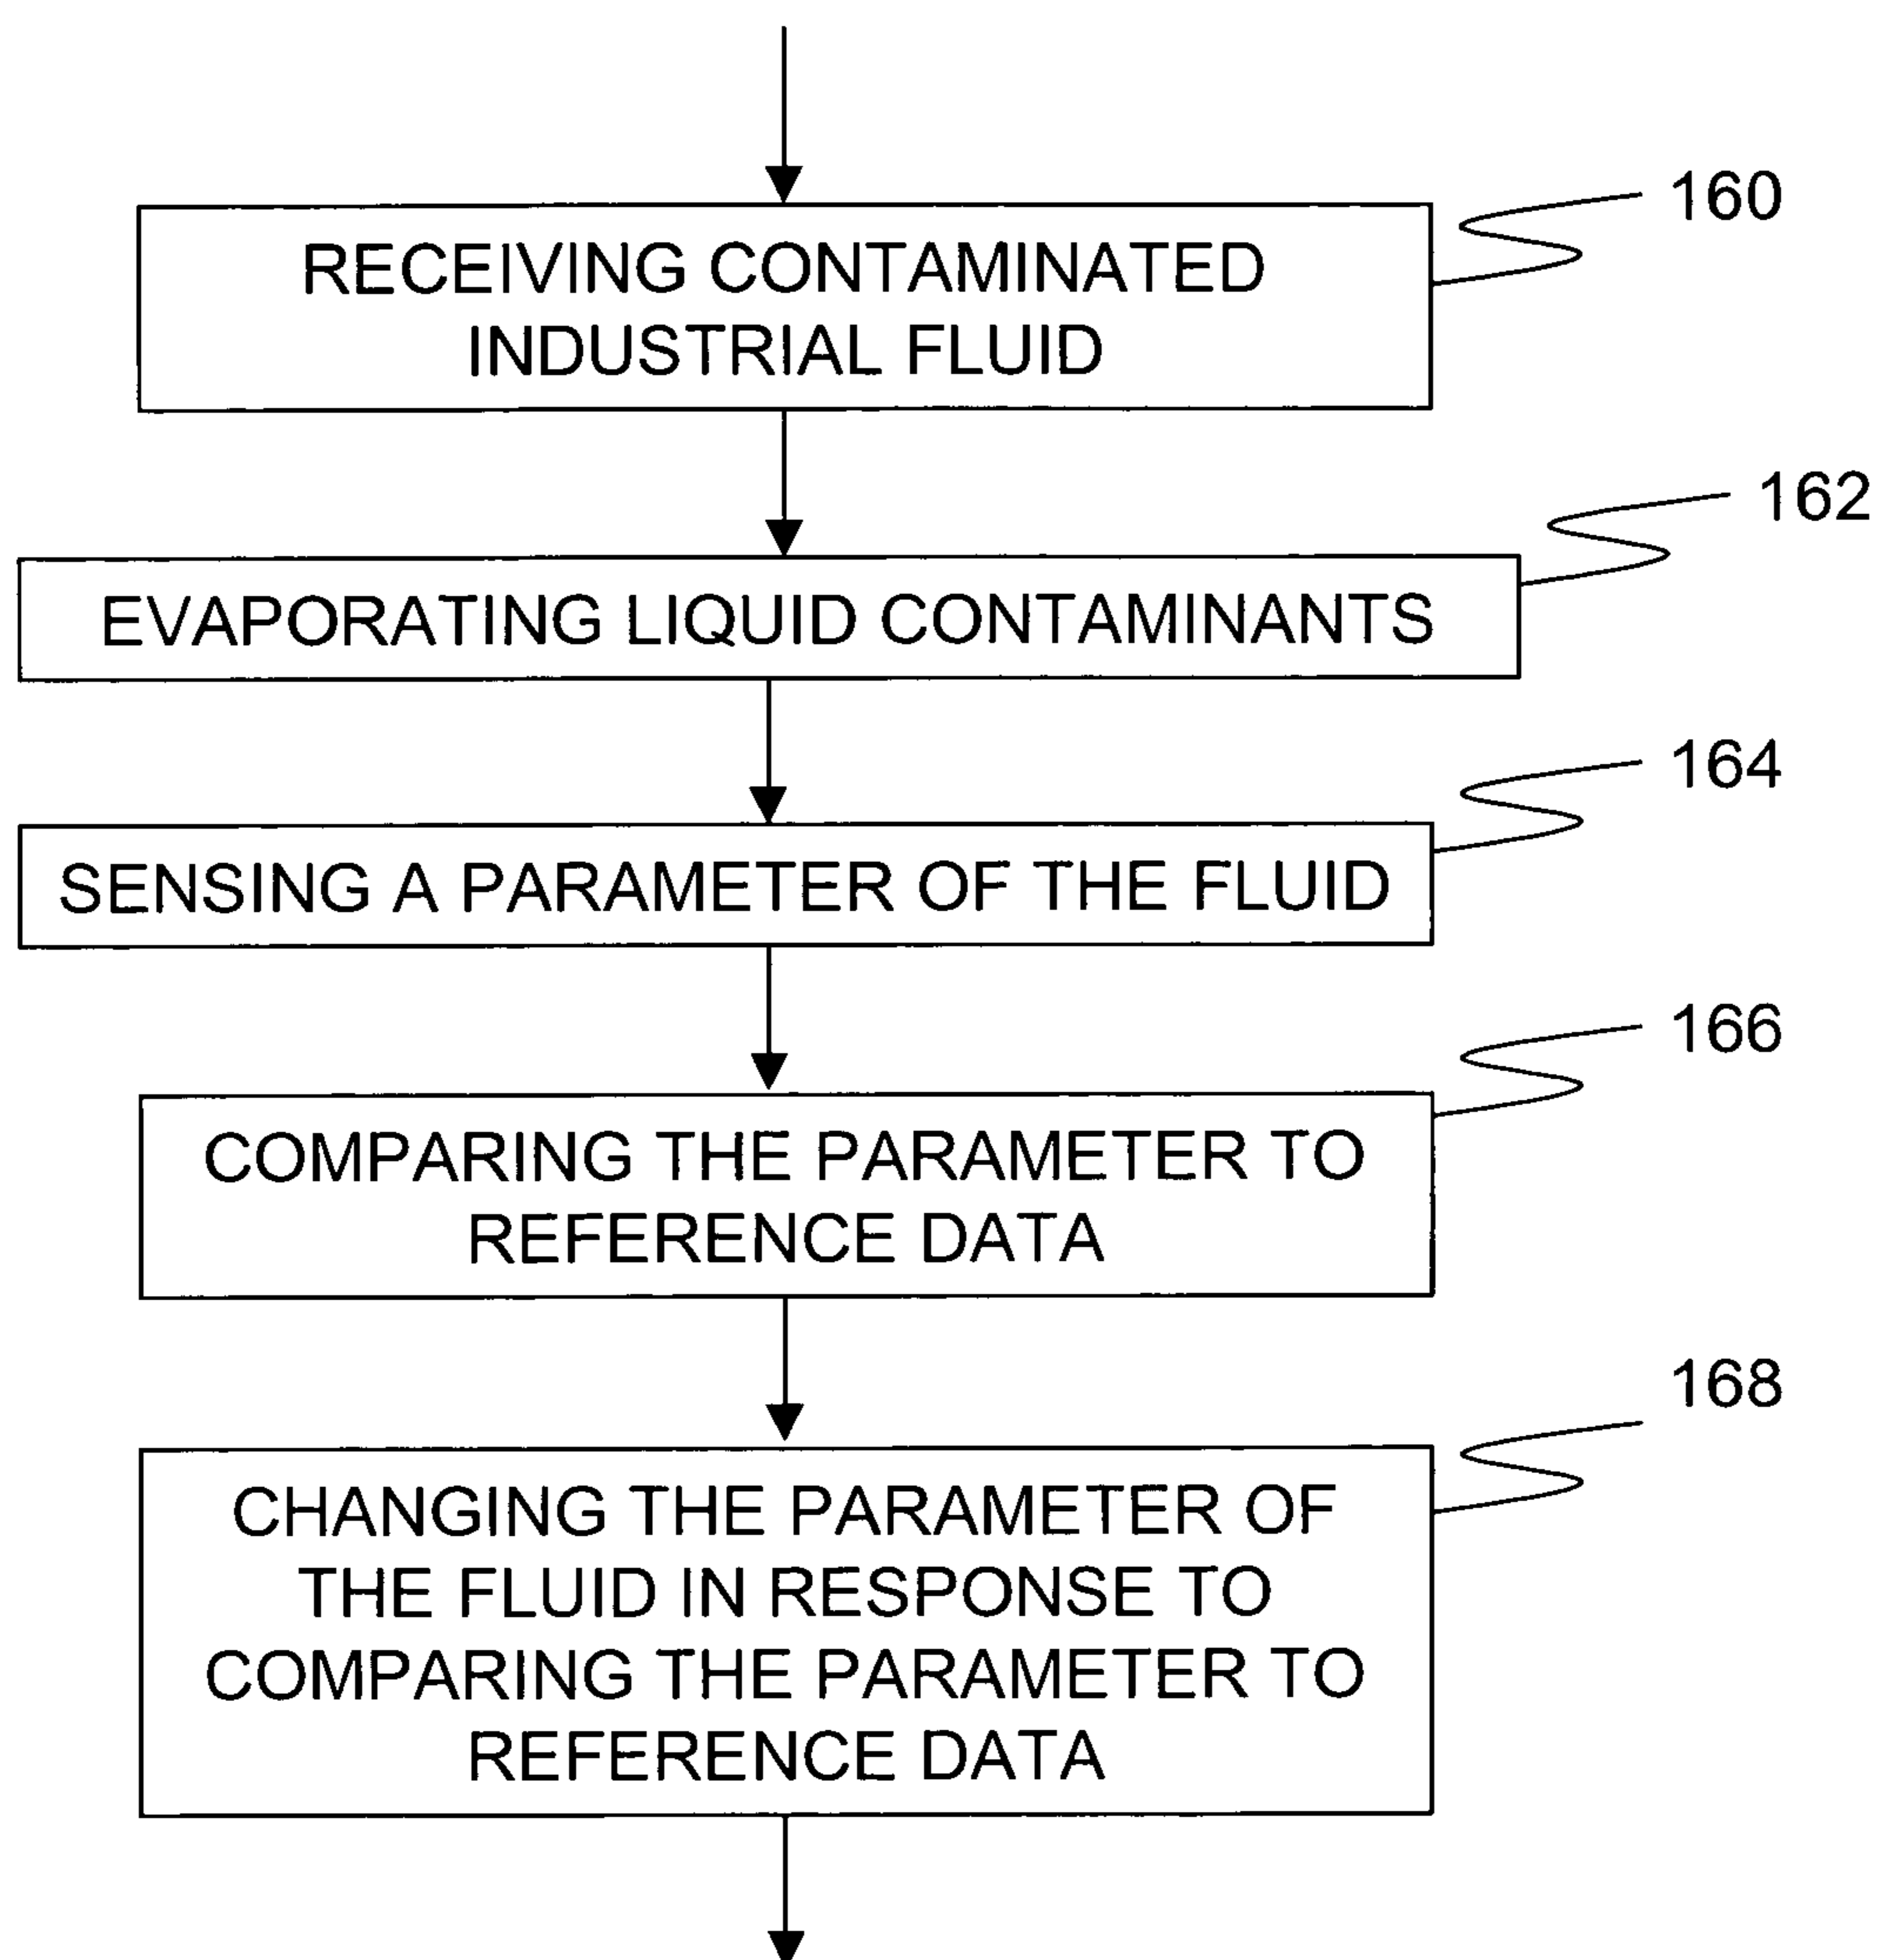 160
RECEIVING CONTAMINATED
INDUSTRIAL FLUID
162
EVAPORATING LIQUID CONTAMINANTS
164
SENSING A PARAMETER OF THE FLUID
166
COMPARING THE PARAMETER TO
REFERENCE DATA
168
CHANGING THE PARAMETER OF
THE FLUID IN RESPONSE TO
COMPARING THE PARAMETER TO
REFERENCE DATA